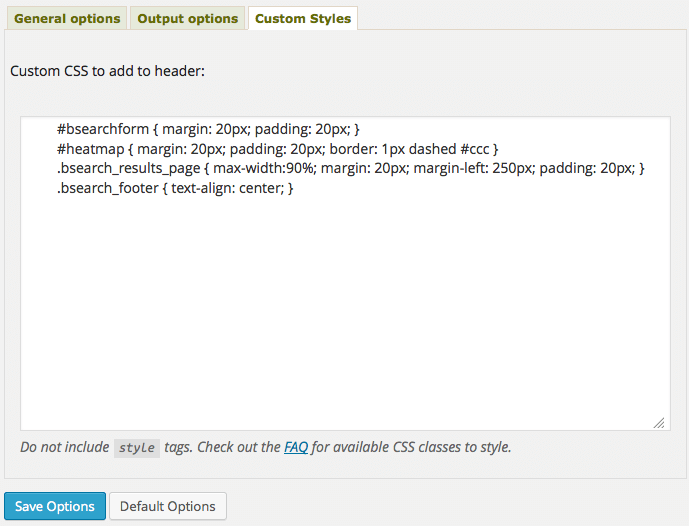 General options Output options Custom Styles
Custom CSS to add to header:
#bsearchform { margin: 20px; padding: 20px; }
#heatmap { margin: 20px; padding: 20px; border: 1px dashed #ccc }
.bsearch_results_page { max-width:90%; margin: 20px; margin-left: 250px; padding: 20px; }
.bsearch_footer { text-align: center; }
Do not include style tags. Check out the FAQ for available CSS classes to style.
Save Options Default Options